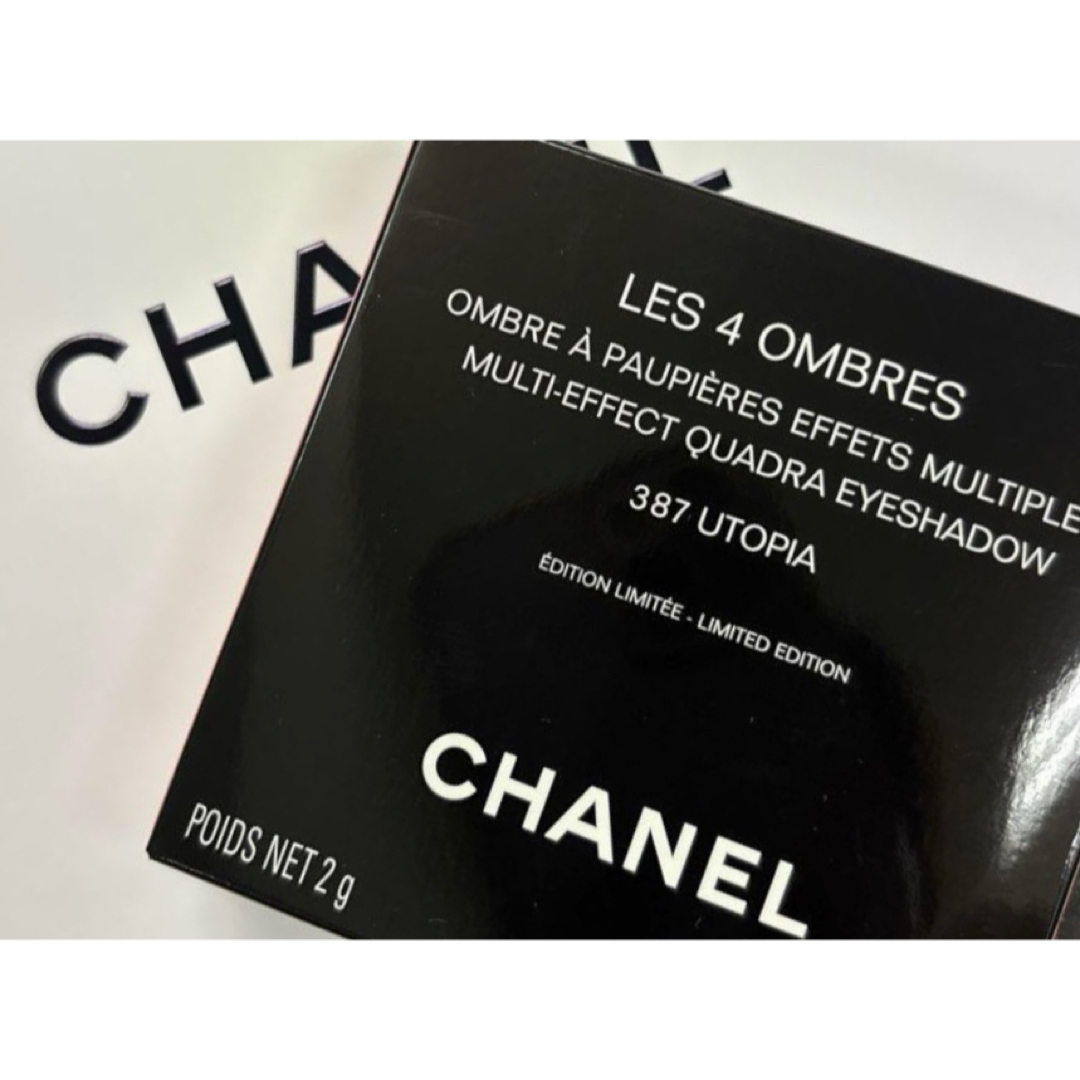 CHA
LES 4 OMBRES
OMBRE À PAUPIÈRES EFFETS MULTIPLE
MULTI-EFFECT QUADRA EYESHADOW
387 UTOPIA
ÉDITION LIMITÉE - LIMITED EDITION
CHANEL
POIDS NET 2 g